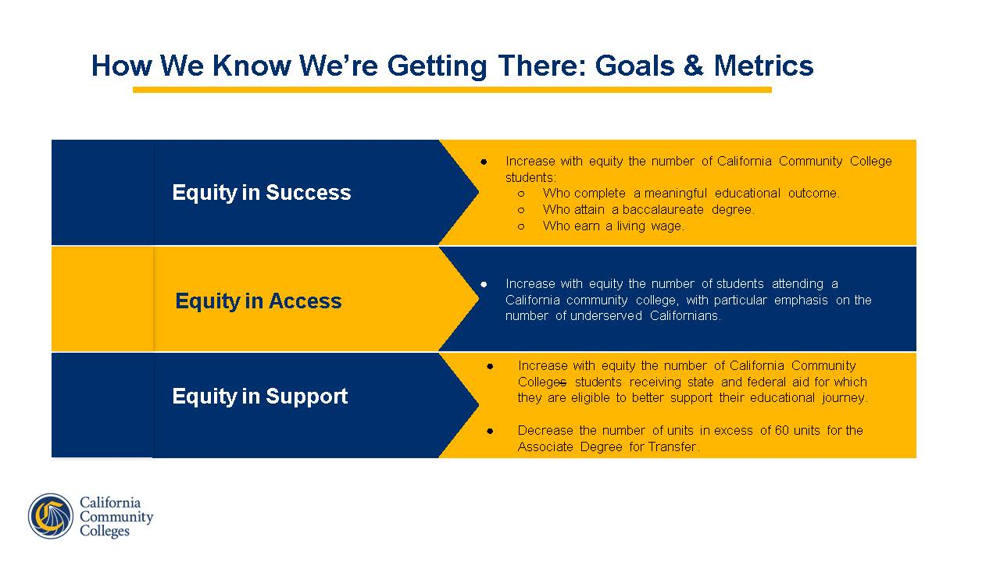 How We Know We’re Getting There: Goals & Metrics
Equity in Success
● Increase with equity the number of California Community College
students:
○ Who complete a meaningful educational outcome.
○ Who attain a baccalaureate degree.
○ Who earn a living wage.
Equity in Access
● Increase with equity the number of students attending a
California community college, with particular emphasis on the
number of underserved Californians.
Equity in Support
● Increase with equity the number of California Community
Colleges students receiving state and federal aid for which
they are eligible to better support their educational journey.
● Decrease the number of units in excess of 60 units for the
Associate Degree for Transfer.
California
Community
Colleges